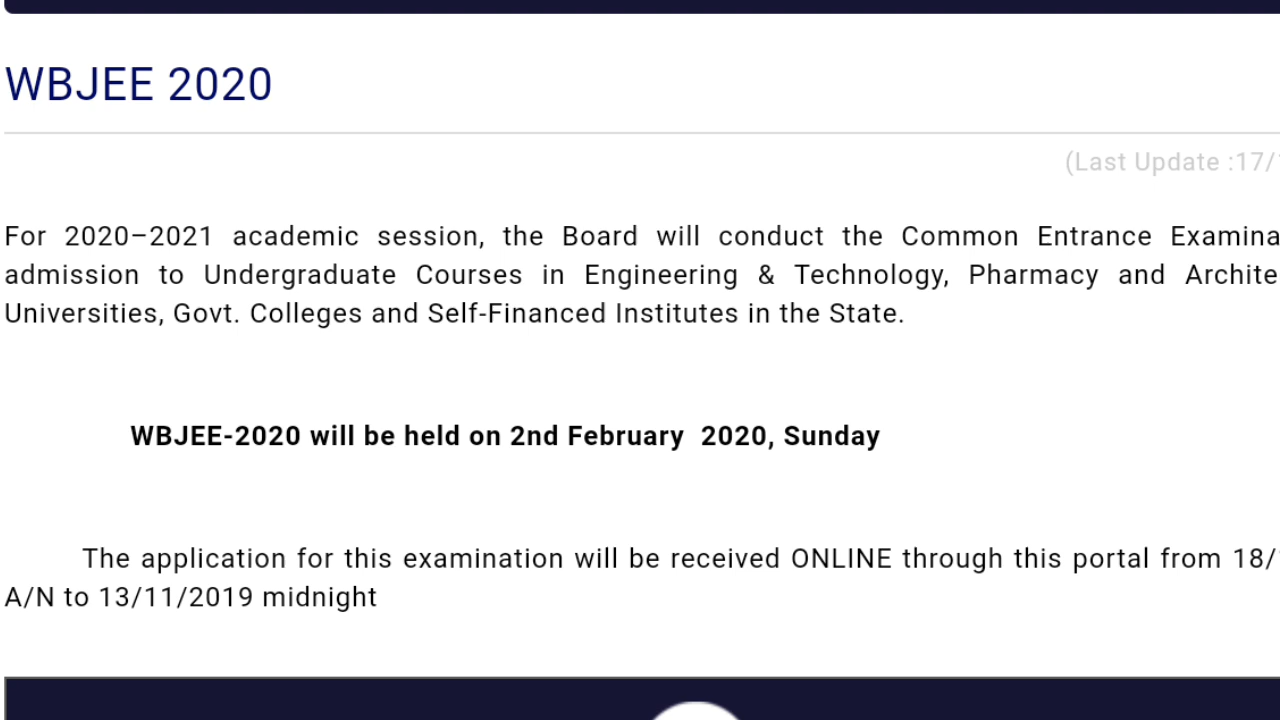 WBJEE 2020
(Last Update :17/
For 2020–2021 academic session, the Board will conduct the Common Entrance Examina
admission to Undergraduate Courses in Engineering & Technology, Pharmacy and Archite
Universities, Govt. Colleges and Self-Financed Institutes in the State.
WBJEE-2020 will be held on 2nd February 2020, Sunday
The application for this examination will be received ONLINE through this portal from 18/
A/N to 13/11/2019 midnight